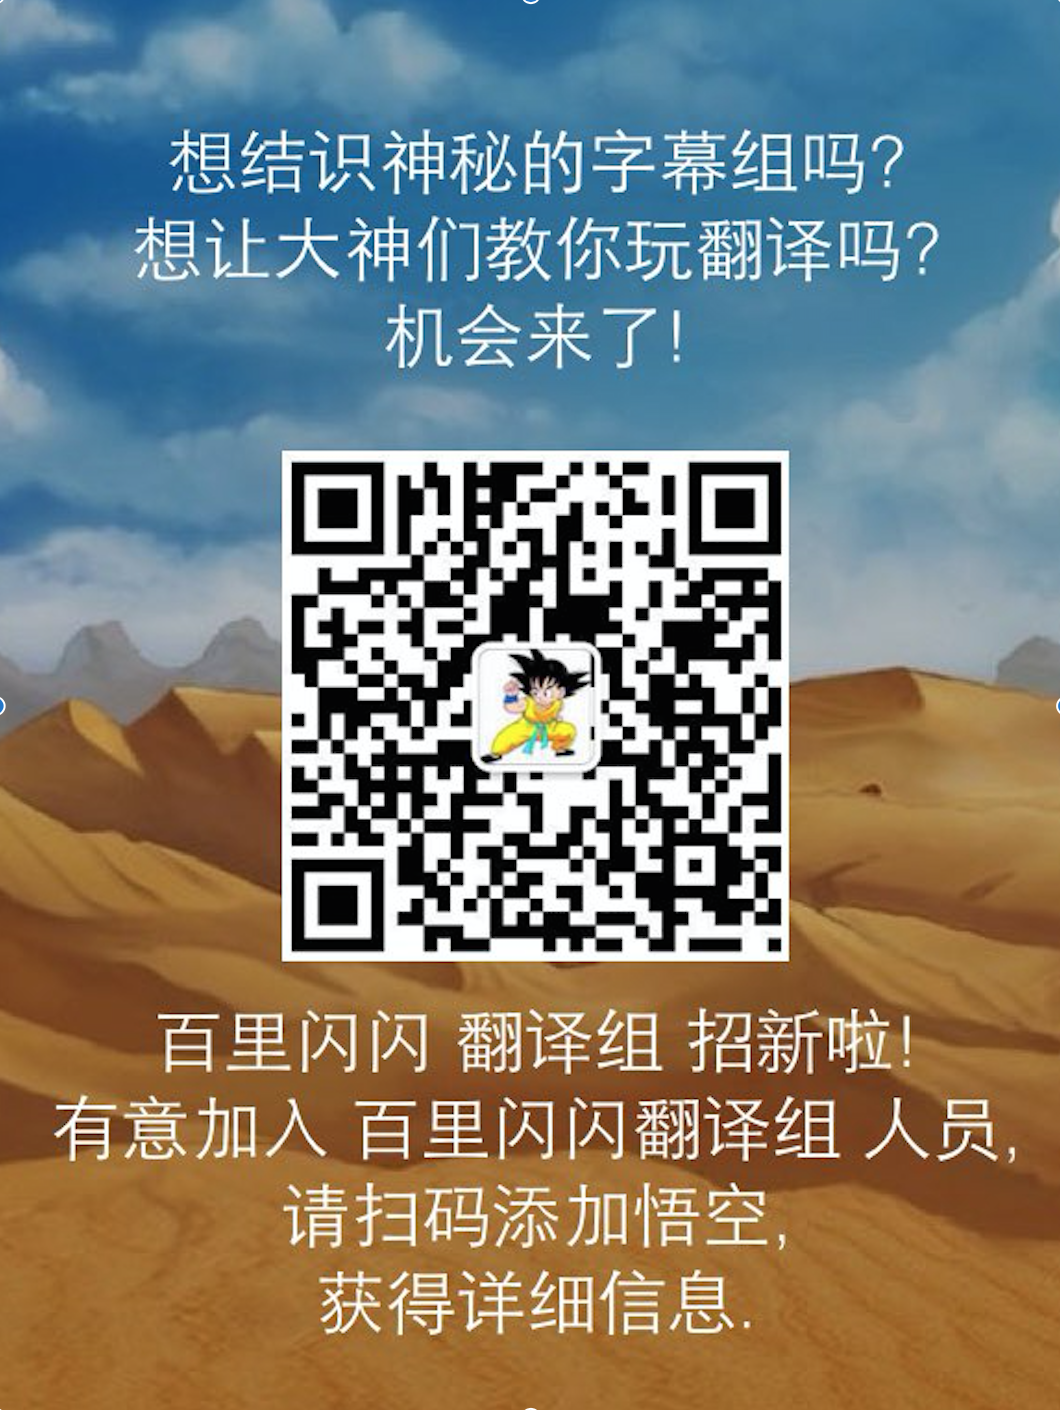 想结识神秘的字幕组吗?
想让大神们教你玩翻译吗?
机会来了!
百里闪闪 翻译组 招新啦!
有意加入 百里闪闪翻译组 人员,
请扫码添加悟空,
获得详细信息.